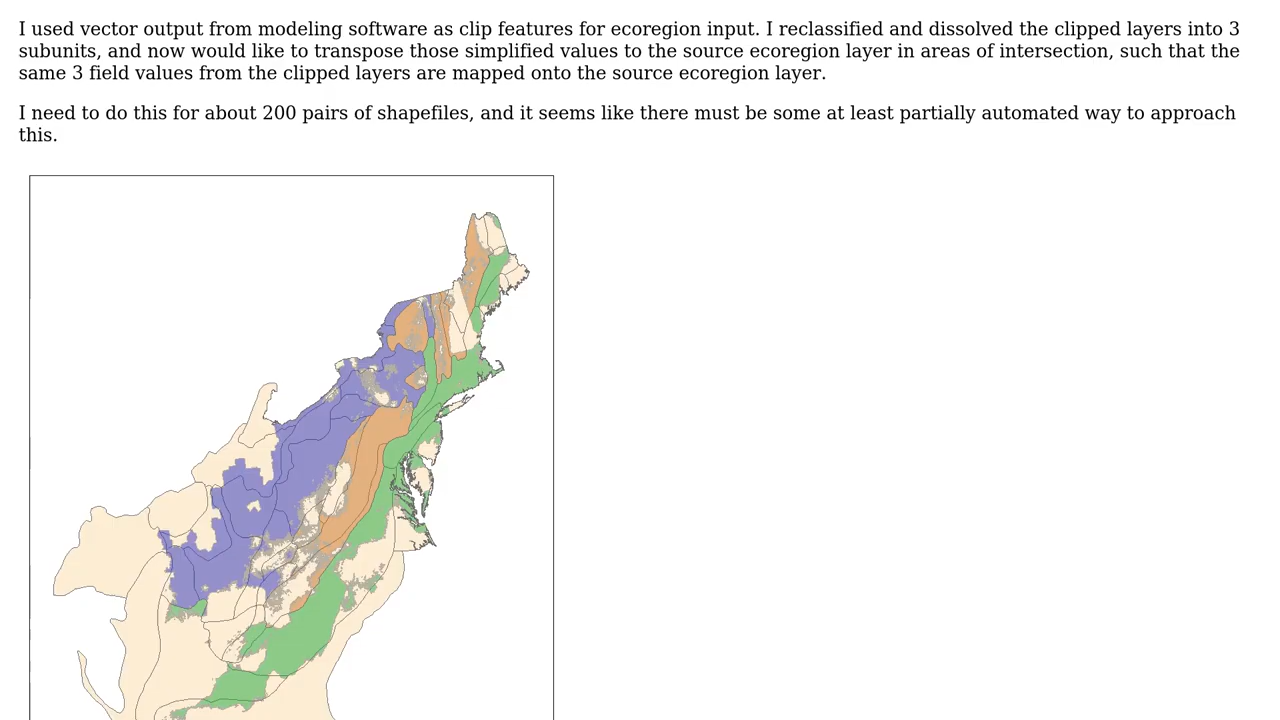 I used vector output from modeling software as clip features for ecoregion input. I reclassified and dissolved the clipped layers into 3
subunits, and now would like to transpose those simplified values to the source ecoregion layer in areas of intersection, such that the
same 3 field values from the clipped layers are mapped onto the source ecoregion layer.
I need to do this for about 200 pairs of shapefiles, and it seems like there must be some at least partially automated way to approach
this.